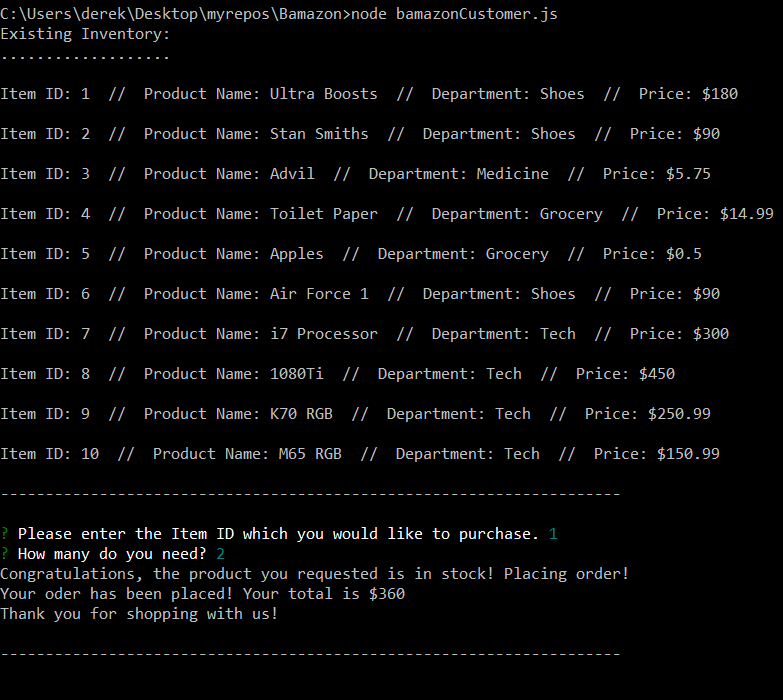 C:\Users\derek\Desktop\myrepos\Bamazon>node bamazonCustomer.js
Existing Inventory:
...................
Item ID: 1  //  Product Name: Ultra Boosts  //  Department: Shoes  //  Price: $180
Item ID: 2  //  Product Name: Stan Smiths  //  Department: Shoes  //  Price: $90
Item ID: 3  //  Product Name: Advil  //  Department: Medicine  //  Price: $5.75
Item ID: 4  //  Product Name: Toilet Paper  //  Department: Grocery  //  Price: $14.99
Item ID: 5  //  Product Name: Apples  //  Department: Grocery  //  Price: $0.5
Item ID: 6  //  Product Name: Air Force 1  //  Department: Shoes  //  Price: $90
Item ID: 7  //  Product Name: i7 Processor  //  Department: Tech  //  Price: $300
Item ID: 8  //  Product Name: 1080Ti  //  Department: Tech  //  Price: $450
Item ID: 9  //  Product Name: K70 RGB  //  Department: Tech  //  Price: $250.99
Item ID: 10  //  Product Name: M65 RGB  //  Department: Tech  //  Price: $150.99
---------------------------------------------------------------------
? Please enter the Item ID which you would like to purchase. 1
? How many do you need? 2
Congratulations, the product you requested is in stock! Placing order!
Your oder has been placed! Your total is $360
Thank you for shopping with us!
---------------------------------------------------------------------